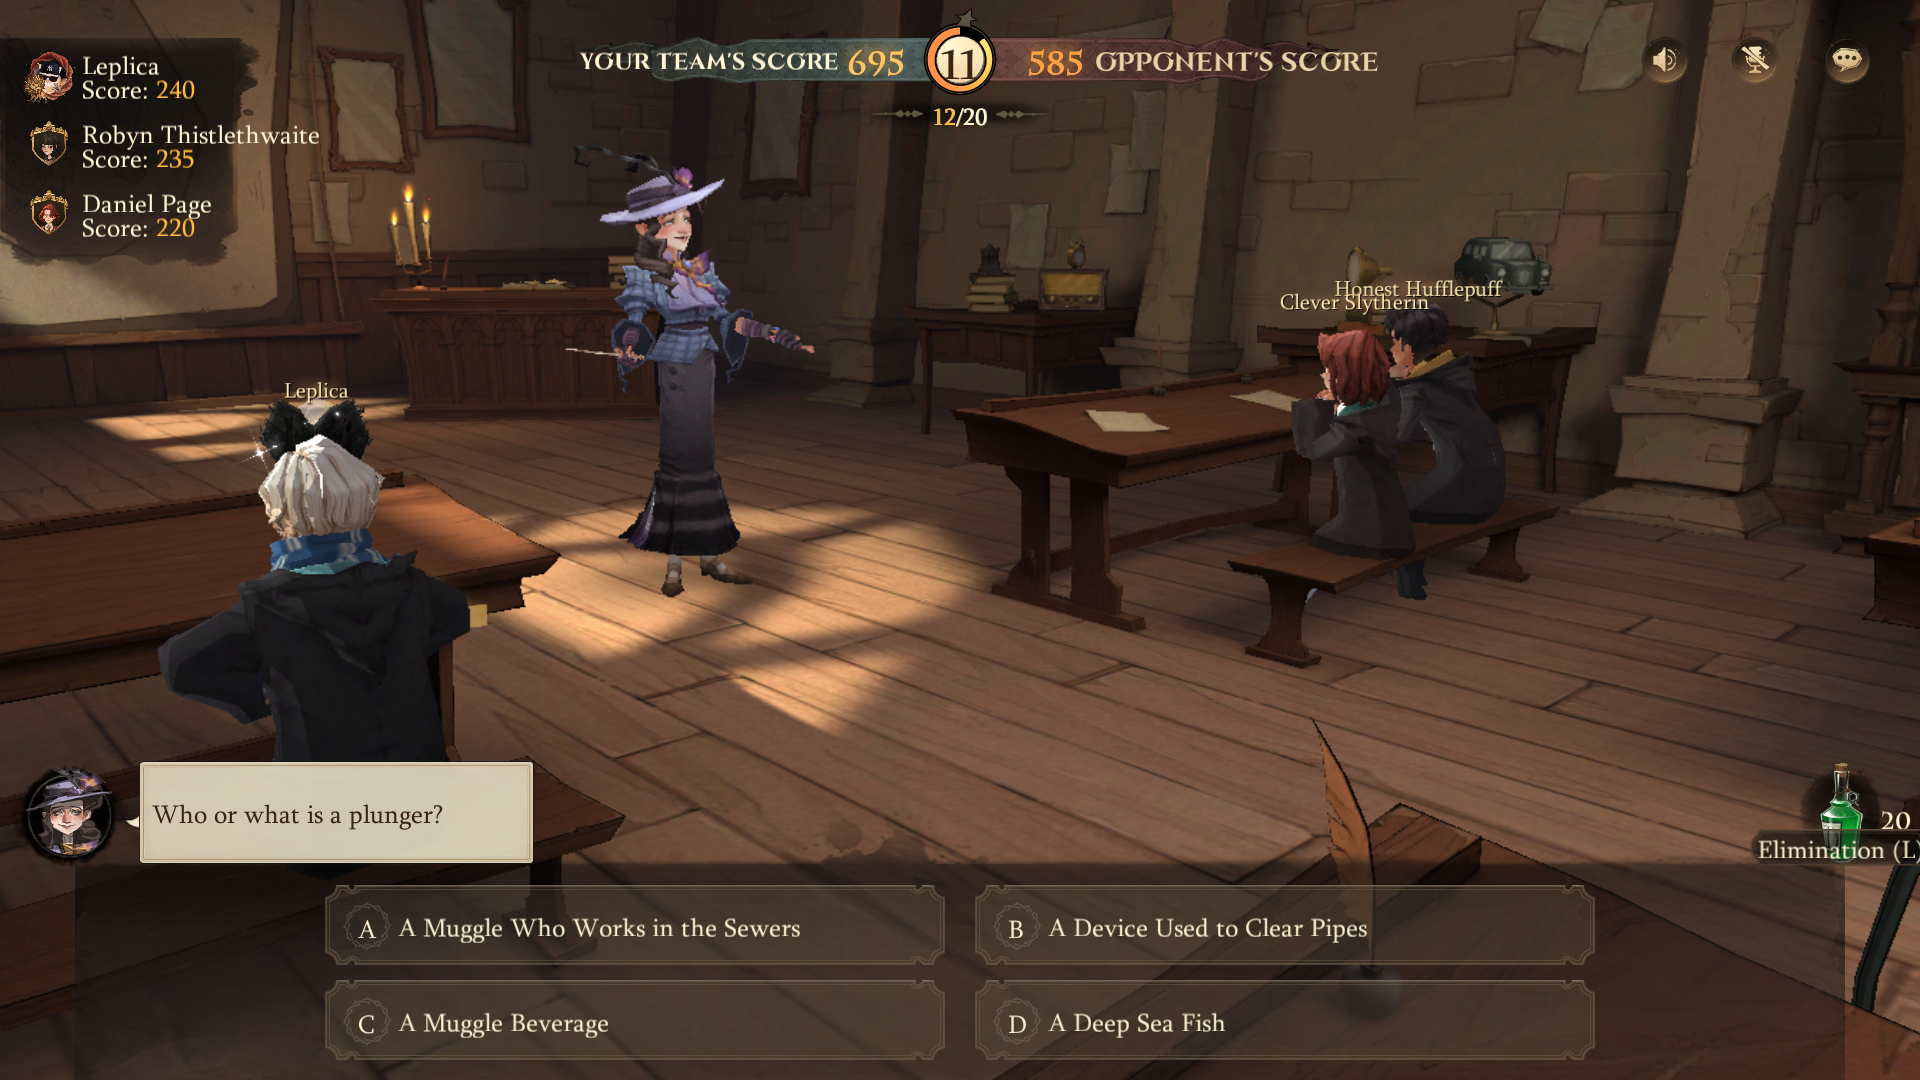 Leplica
Score: 240
Robyn Thistlethwaite
Score: 235
Daniel Page
Score: 220
YOUR TEAM'S SCORE 695 11 585 OPPONENT'S SCORE
12/20
Honest Hufflepuff
Clever Slytherin
Leplica
Who or what is a plunger?
20
Elimination (L)
A A Muggle Who Works in the Sewers
B A Device Used to Clear Pipes
C A Muggle Beverage
D A Deep Sea Fish